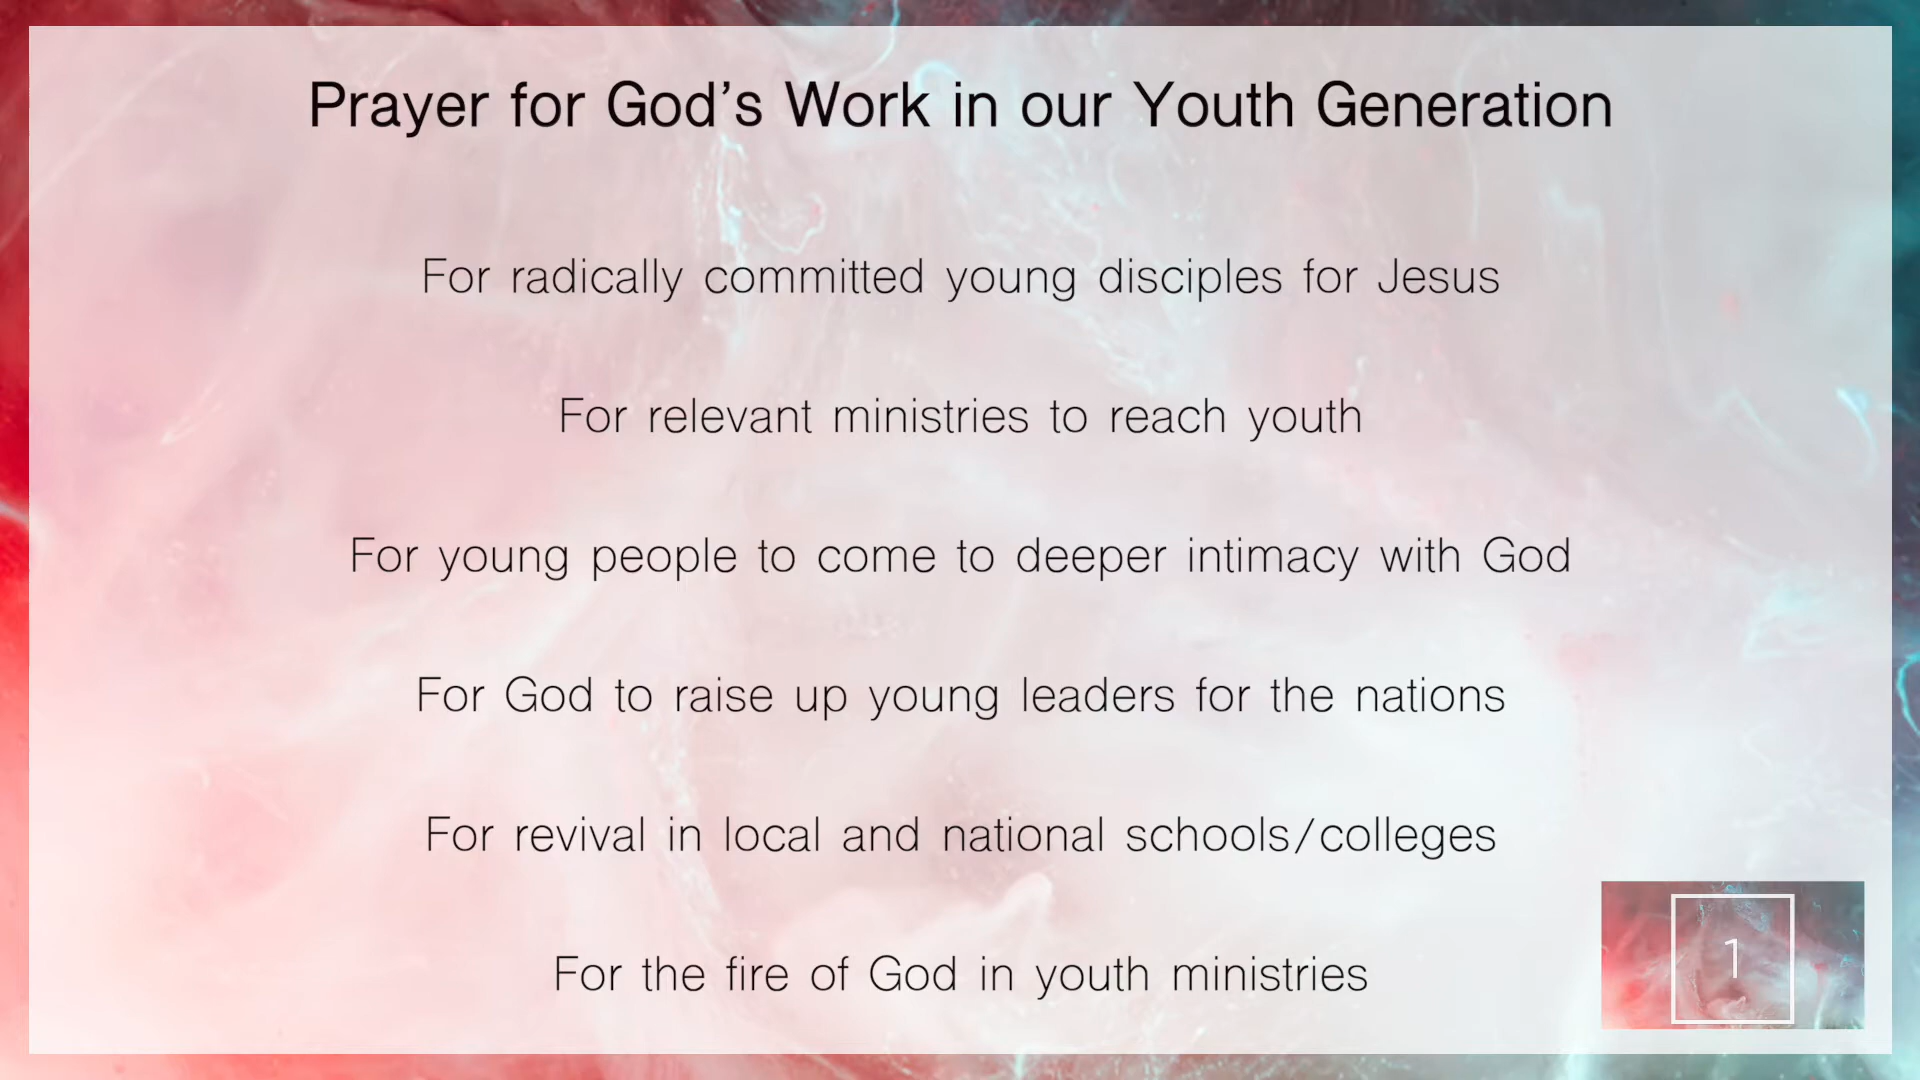 Prayer for God's Work in our Youth Generation
For radically committed young disciples for Jesus
For relevant ministries to reach youth
For young people to come to deeper intimacy with God
For God to raise up young leaders for the nations
For revival in local and national schools/colleges
For the fire of God in youth ministries
1